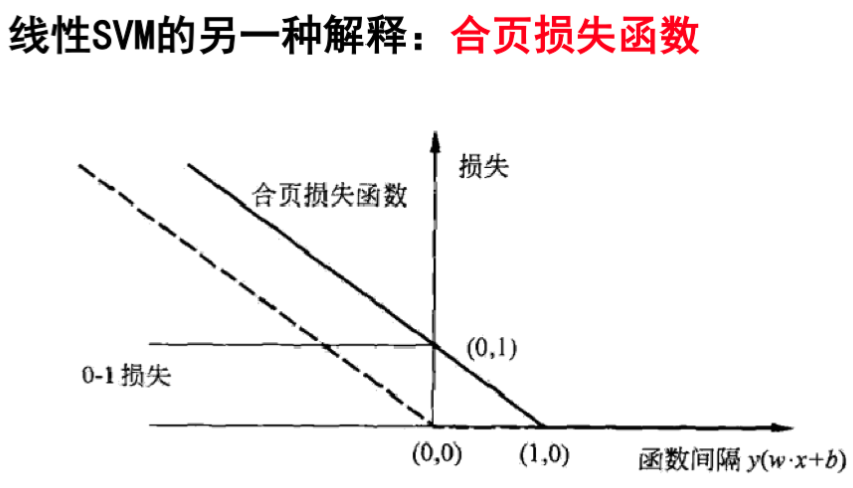 线性SVM的另一种解释：合页损失函数
损失
合页损失函数
(0,1)
0-1损失
(0,0)
(1,0)
函数间隔 y(w·x+b)